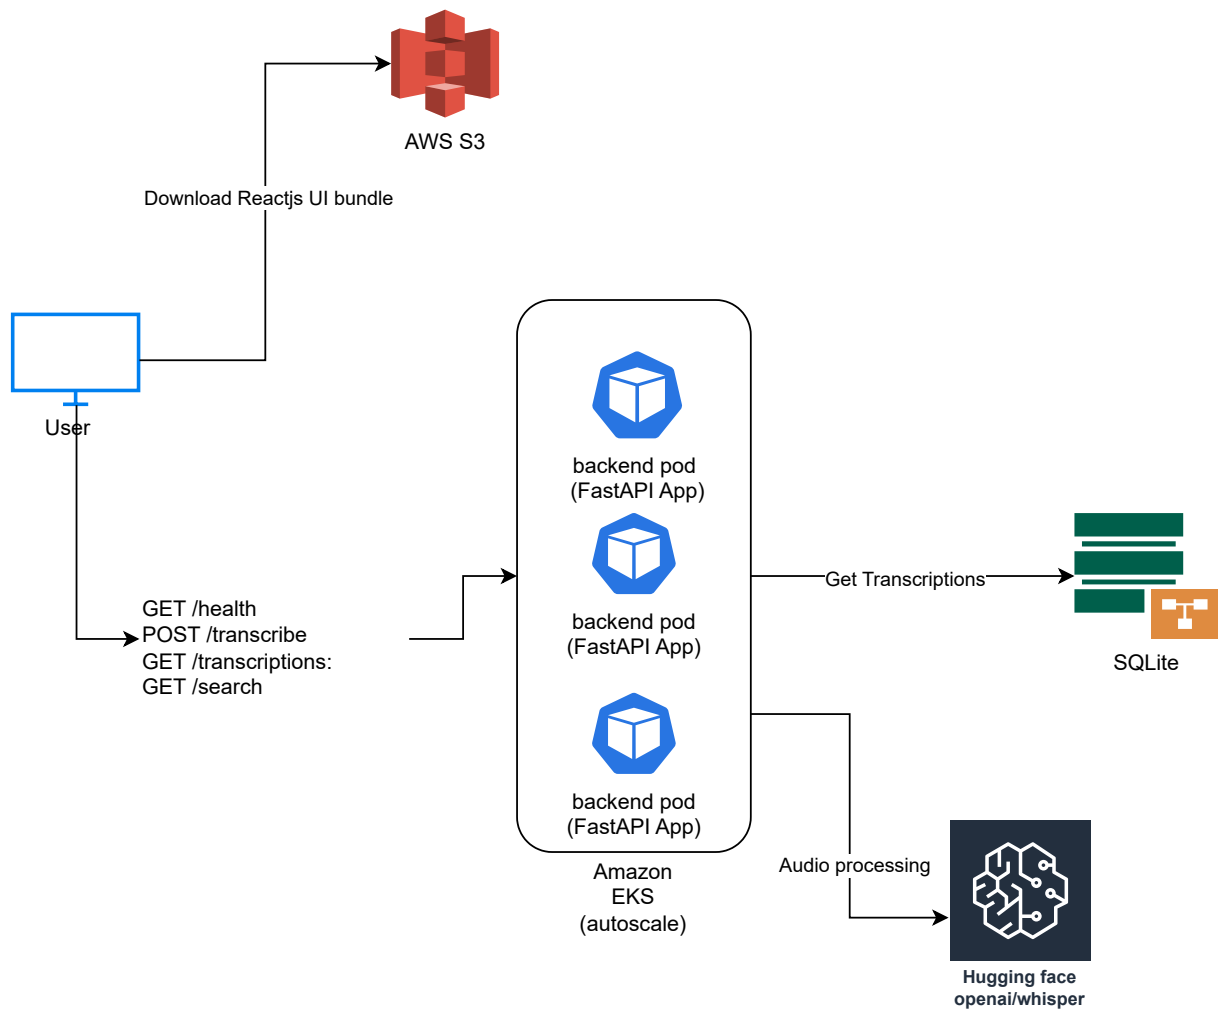 AWS S3
Download Reactjs UI bundle
User
GET /health
POST /transcribe
GET /transcriptions:
GET /search
backend pod
(FastAPI App)
backend pod
(FastAPI App)
backend pod
(FastAPI App)
Amazon
EKS
(autoscale)
Get Transcriptions
SQLite
Audio processing
Hugging face
openai/whisper